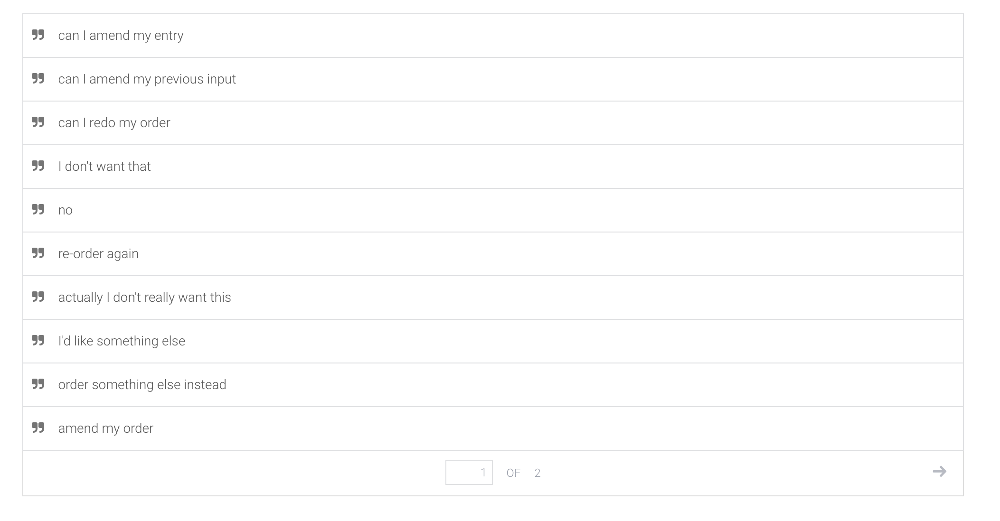 can I amend my entry
can I amend my previous input
can I redo my order
I don't want that
no
re-order again
actually I don't really want this
I'd like something else
order something else instead
amend my order
1 OF 2